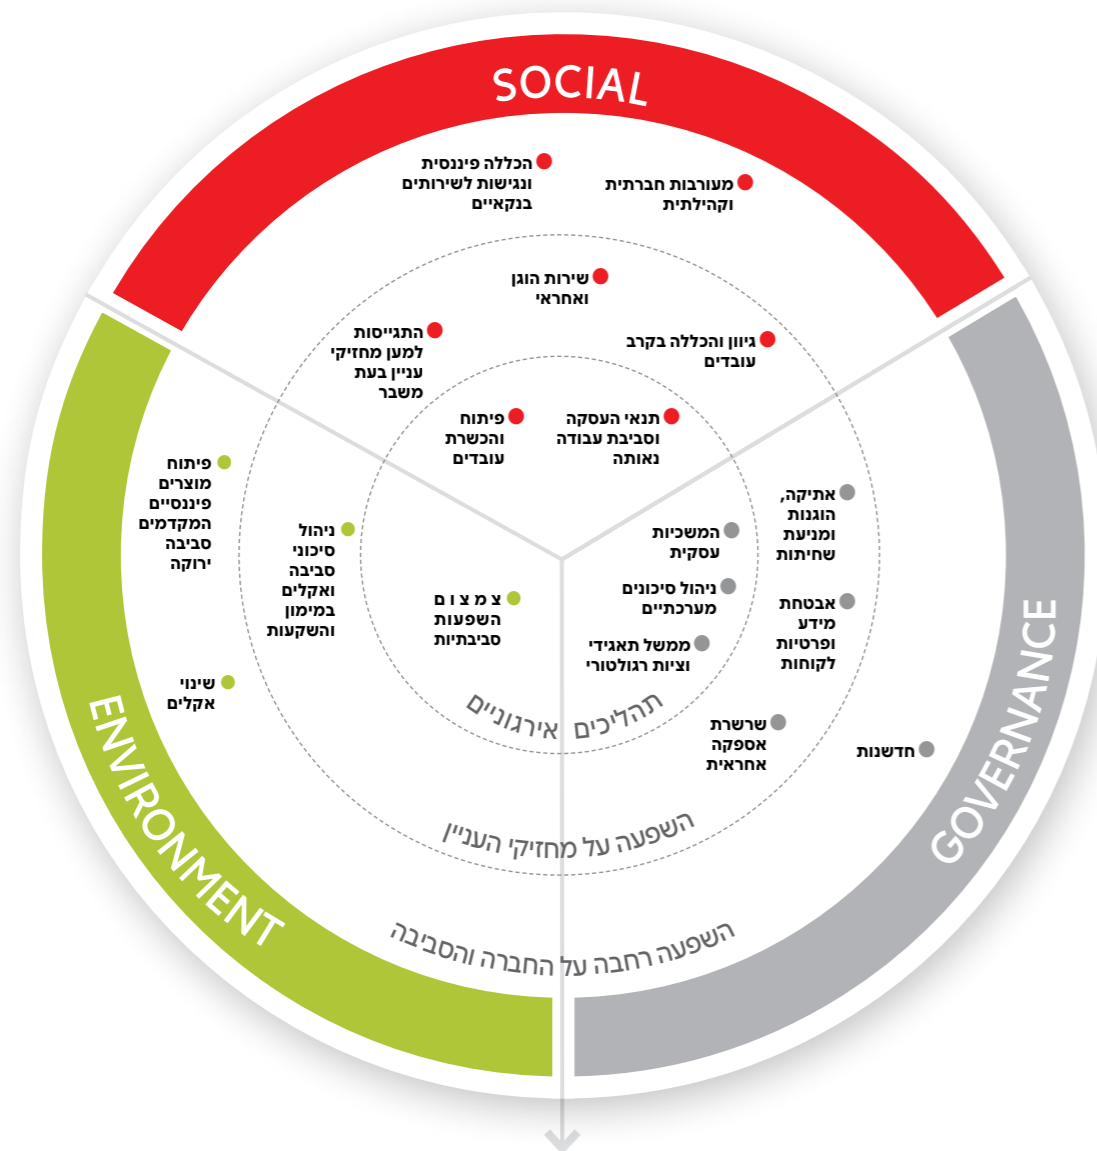 SOCIAL
מעורבות חברתית
וקהילתית
הכללה פיננסית
ונגישות לשירותים
בנקאיים
שירות הוגן
ואחראי
גיוון והכללה בקרב
עובדים
התגייסות
למען מחזיקי
עניין בעת
משבר
תנאי העסקה
וסביבת עבודה
נאותה
פיתוח
והכשרת
עובדים
GOVERNANCE
אתיקה,
הוגנות
ומניעת
שחיתות
המשכיות
עסקית
ניהול סיכונים
מערכתיים
אבטחת
מידע
ופרטיות
לקוחות
ממשל תאגידי
וציות רגולטורי
שרשרת
אספקה
אחראית
חדשנות
ENVIRONMENT
פיתוח
מוצרים
פיננסיים
המקדמים
סביבה
ירוקה
ניהול
סיכוני
סביבה
ואקלים
במימון
והשקעות
צ מ צ ו ם
השפעות
סביבתיות
שינוי
אקלים
תהליכים אירגוניים
השפעה על מחזיקי העניין
השפעה רחבה על החברה והסביבה